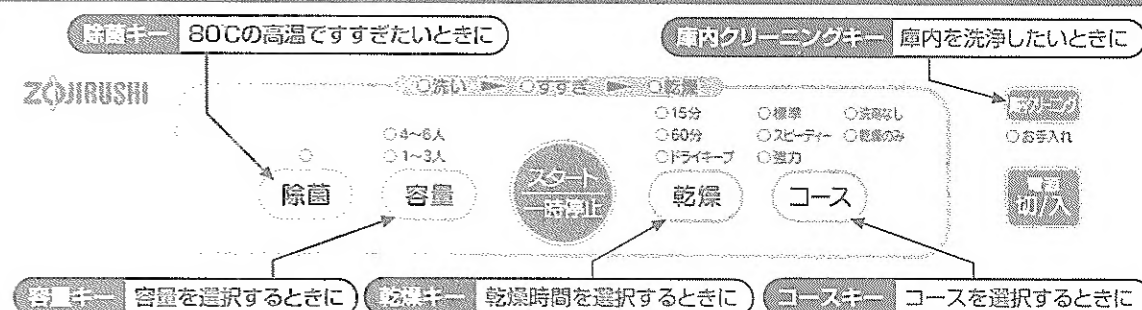 除菌キー 80℃の高温ですすぎたいときに
庫内クリーニングキー 庫内を洗浄したいときに
ZOJIRUSHI
○洗い ▶ ○すすぎ ▶ ○乾燥
○15分 ○標準 ○洗剤なし
○4~6人 ○60分 ○スピーディー ○乾燥のみ
○お手入れ
○1~3人 ○ドライキープ ○強力
除菌 容量 スタート 一時停止 乾燥 コース
電源 切/入
容量キー 容量を選択するときに
乾燥キー 乾燥時間を選択するときに
コースキー コースを選択するときに